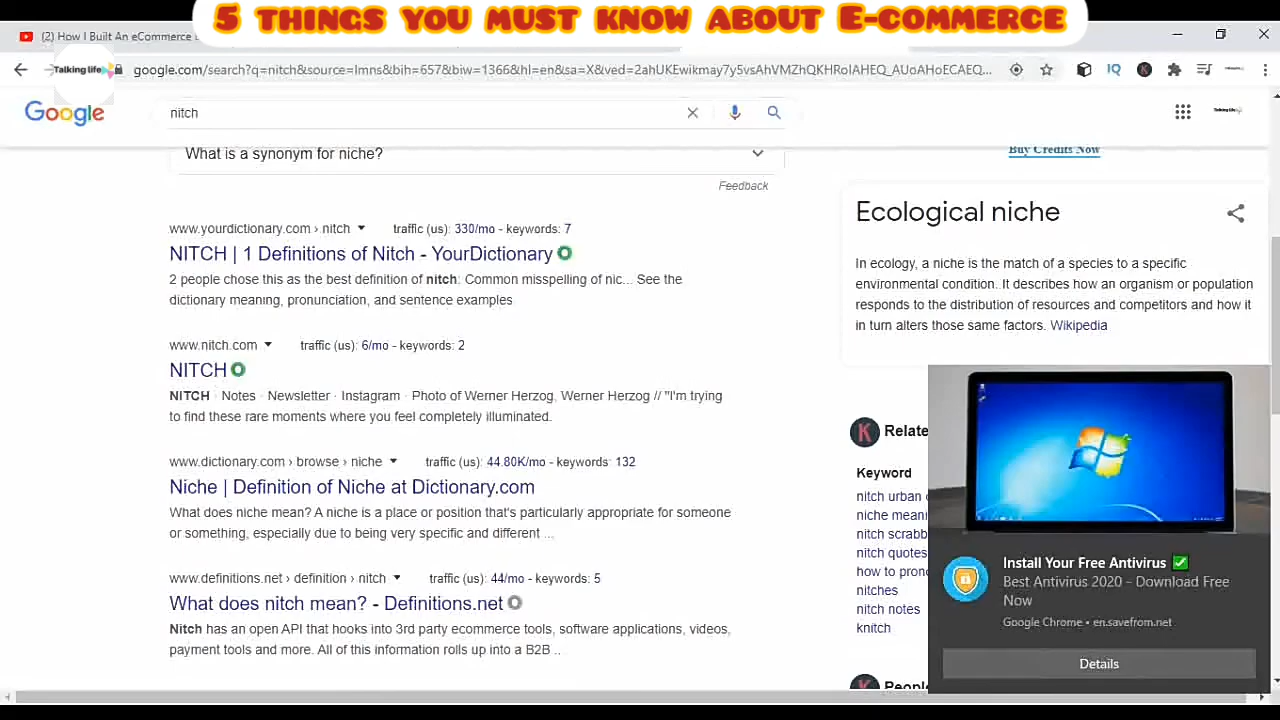 5 things you must know about E-commerce
(2) How I Built An eCommerce
Talking life
google.com/search?q=nitch&source=lmns&bih=657&biw=1366&hl=en&sa=X&ved=2ahUKEwikmay7y5vsAhVMZhQKHRolAHEQ_AUoAHoECAEQ...
IQ
Google
nitch
What is a synonym for niche?
Feedback
www.yourdictionary.com › nitch traffic (us): 330/mo - keywords: 7
NITCH | 1 Definitions of Nitch - YourDictionary
2 people chose this as the best definition of nitch: Common misspelling of nic... See the
dictionary meaning, pronunciation, and sentence examples
www.nitch.com traffic (us): 6/mo - keywords: 2
NITCH
NITCH · Notes · Newsletter · Instagram · Photo of Werner Herzog, Werner Herzog // "I'm trying
to find these rare moments where you feel completely illuminated.
www.dictionary.com › browse › niche traffic (us): 44.80K/mo - keywords: 132
Niche | Definition of Niche at Dictionary.com
What does niche mean? A niche is a place or position that's particularly appropriate for someone
or something, especially due to being very specific and different ...
www.definitions.net › definition › nitch traffic (us): 44/mo - keywords: 5
What does nitch mean? - Definitions.net
Nitch has an open API that hooks into 3rd party ecommerce tools, software applications, videos,
payment tools and more. All of this information rolls up into a B2B ...
Buy Credits Now
Ecological niche
In ecology, a niche is the match of a species to a specific
environmental condition. It describes how an organism or population
responds to the distribution of resources and competitors and how it
in turn alters those same factors. Wikipedia
K Relate
Keyword
nitch urban
niche mean
nitch scrabb
nitch quotes
how to pron
nitches
nitch notes
knitch
K People
Install Your Free Antivirus ✅
Best Antivirus 2020 - Download Free
Now
Google Chrome • en.savefrom.net
Details